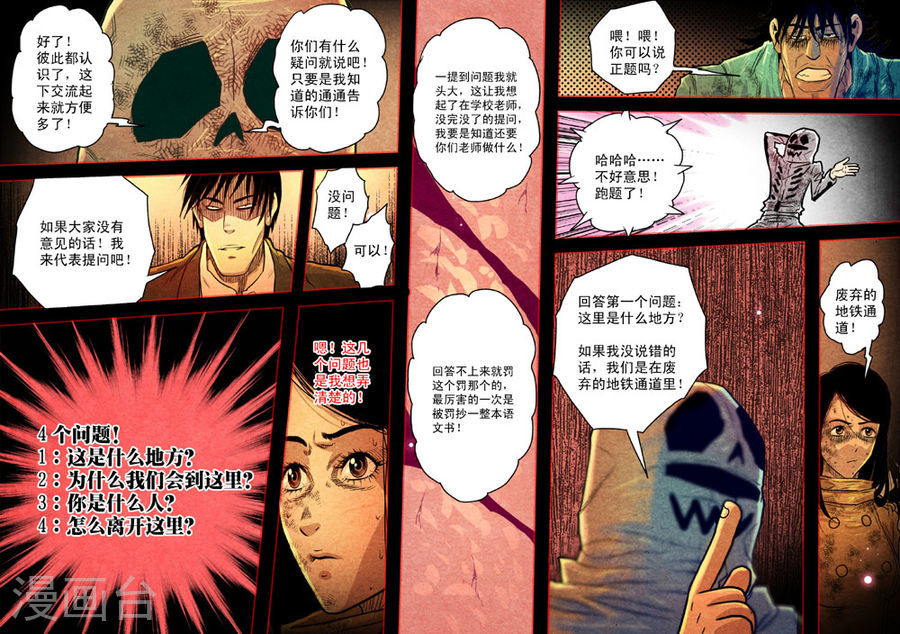 好了！
彼此都认
识了，这
下交流起
来就方便
多了！
你们有什么
疑问就说吧！
只要是我知
道的通通告
诉你们！
如果大家没有
意见的话！我
来代表提问吧！
没问
题！
可以！
4个问题！
1：这是什么地方？
2：为什么我们会到这里？
3：你是什么人？
4：怎么离开这里？
嗯！这几
个问题也
是我想弄
清楚的！
一提到问题我就
头大，这让我想
起了在学校老师，
没完没了的提问，
我要是知道还要
你们老师做什么！
回答不上来就罚
这个罚那个的，
最厉害的一次是
被罚抄一整本语
文书！
喂！喂！
你可以说
正题吗？
哈哈哈……
不好意思！
跑题了！
回答第一个问题：
这里是什么地方？
如果我没说错的
话，我们是在废
弃的地铁通道里！
废弃的
地铁通
道！
漫画台